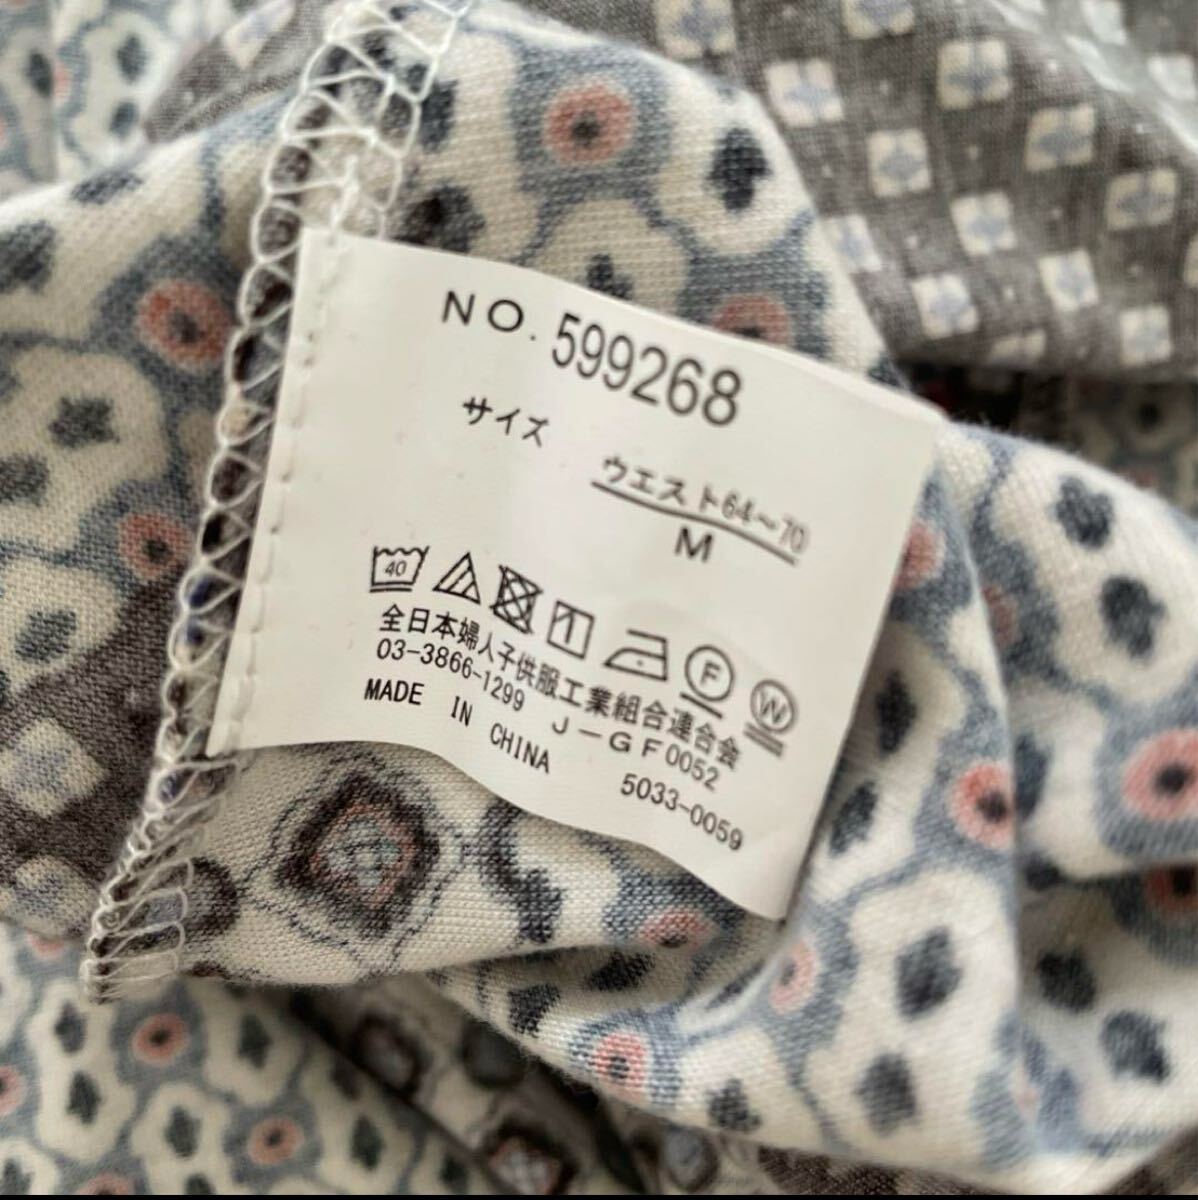 NO. 599268
サイズ
ウエスト64～70
M
40
F
W
全日本婦人子供服工業組合連合会
03-3866-1299 J-GF0052
MADE IN CHINA 5033-0059